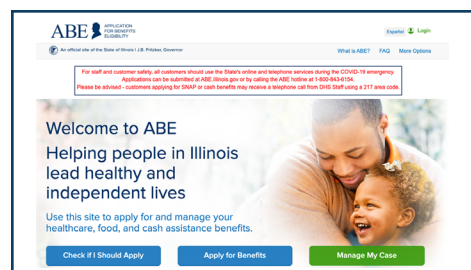 ABE APPLICATION
FOR BENEFITS
ELIGIBILITY
Español Login
An official site of the State of Illinois I J.B. Pritzker, Governor
What is ABE? FAQ More Options
For staff and customer safety, all customers should use the State's online and telephone services during the COVID-19 emergency.
Applications can be submitted at ABE.illinois.gov or by calling the ABE hotline at 1-800-843-6154.
Please be advised - customers applying for SNAP or cash benefits may receive a telephone call from DHS Staff using a 217 area code.
Welcome to ABE
Helping people in Illinois
lead healthy and
independent lives
Use this site to apply for and manage your
healthcare, food, and cash assistance benefits.
Check if I Should Apply
Apply for Benefits
Manage My Case